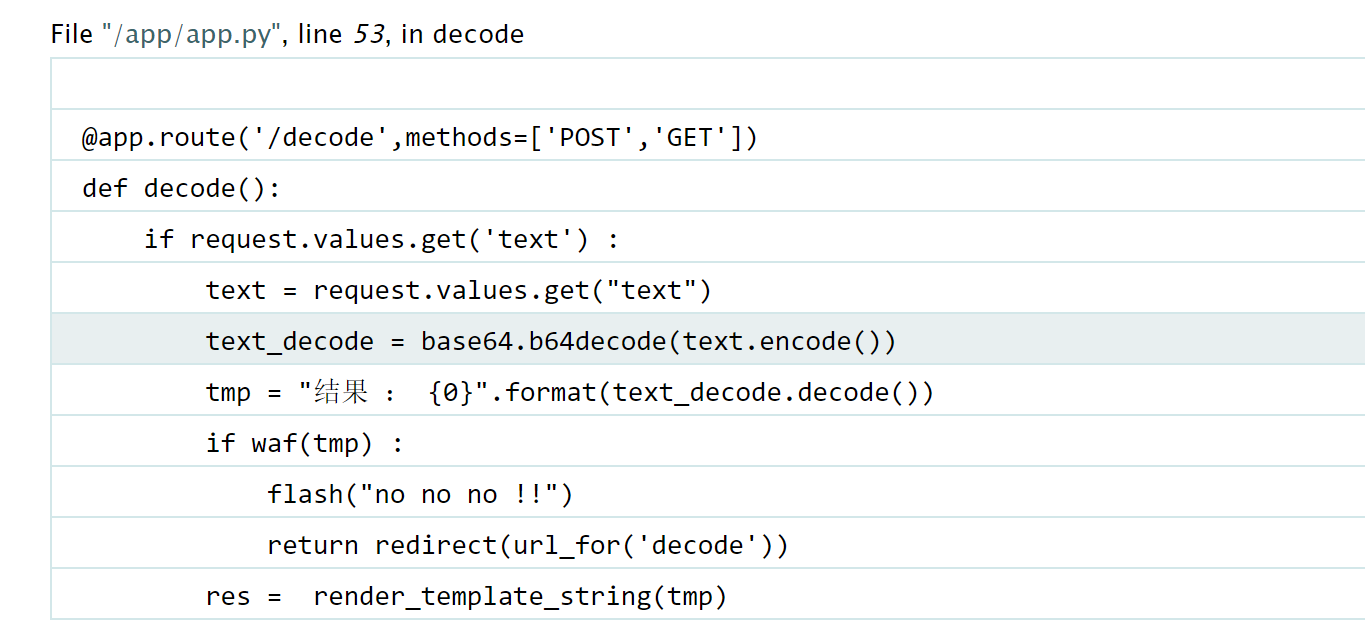 File "/app/app.py", line 53, in decode
@app.route('/decode',methods=['POST','GET'])
def decode():
    if request.values.get('text') :
        text = request.values.get("text")
        text_decode = base64.b64decode(text.encode())
        tmp = "结果 ： {0}".format(text_decode.decode())
        if waf(tmp) :
            flash("no no no !!")
            return redirect(url_for('decode'))
        res =  render_template_string(tmp)